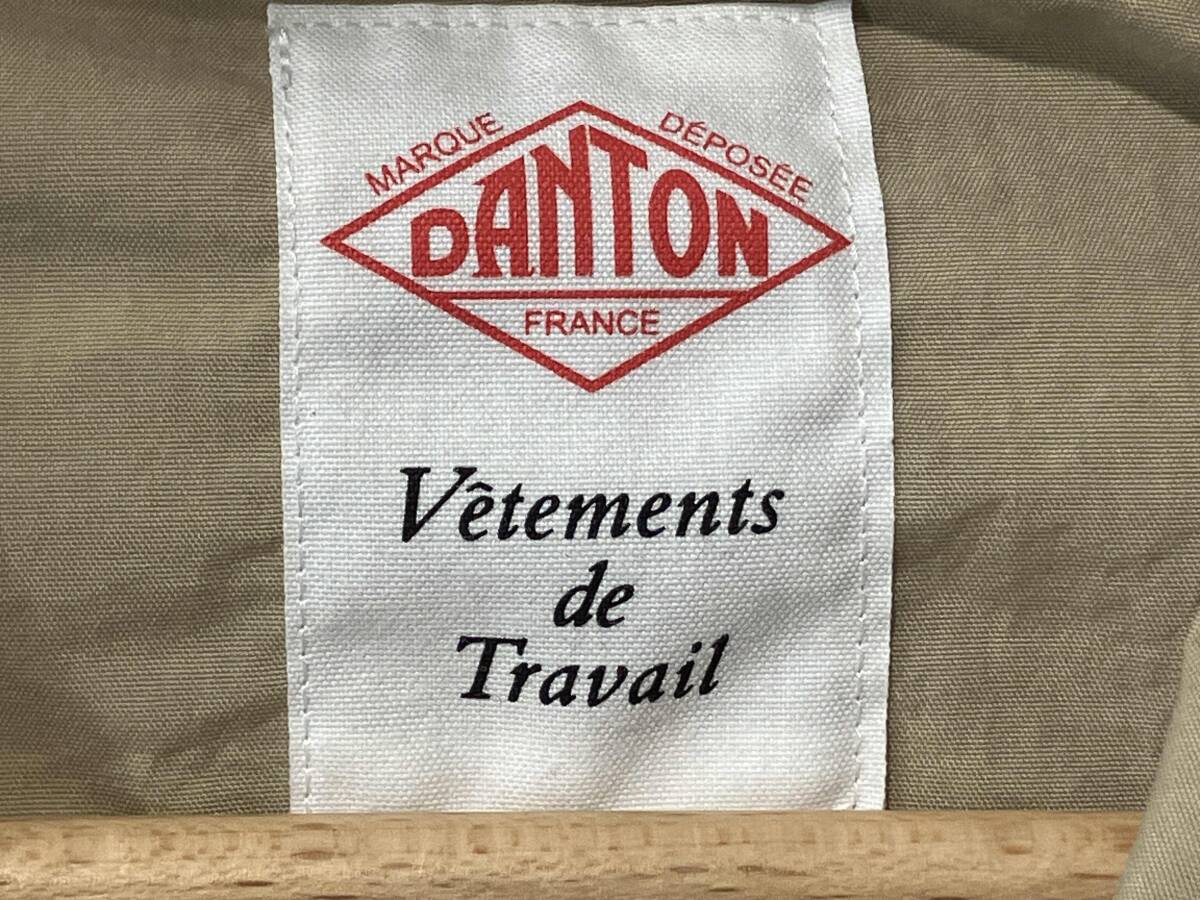 MARQUE DÉPOSÉE
DANTON
FRANCE
Vêtements
de
Travail